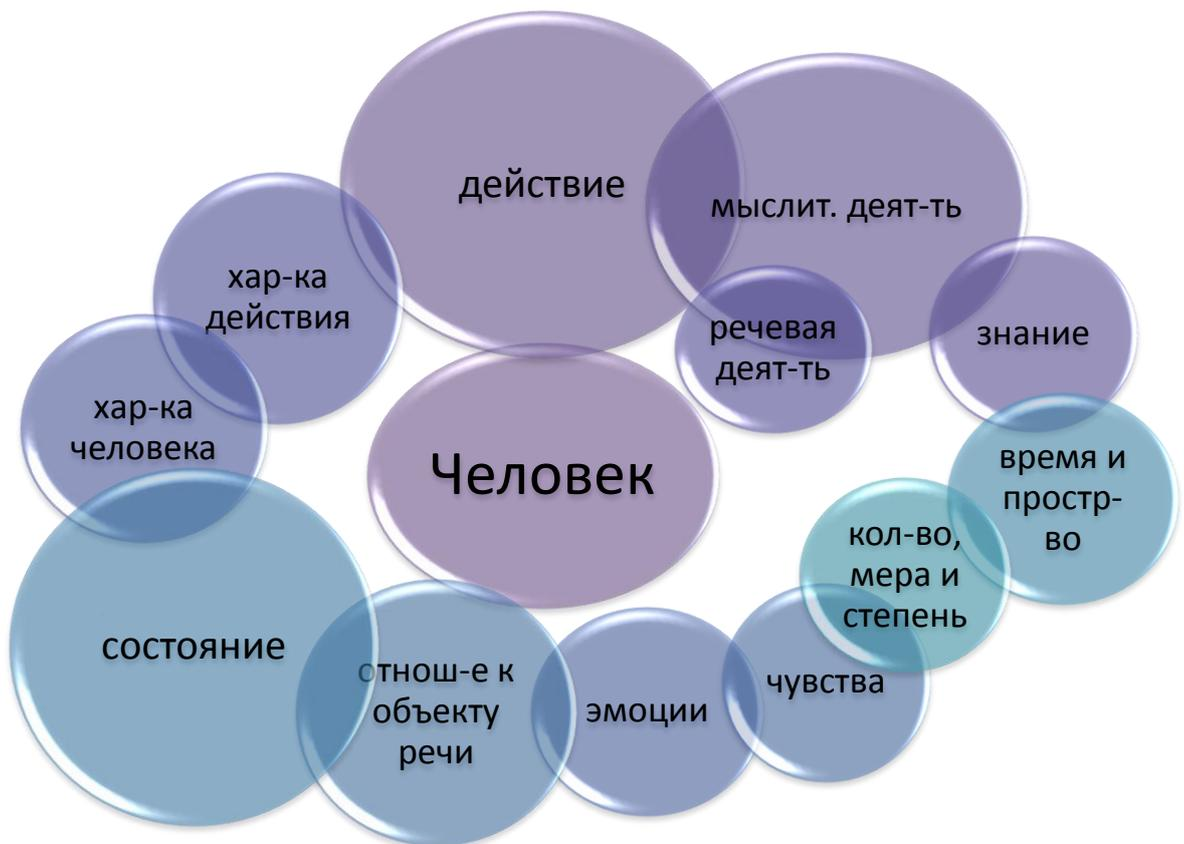 действие
мыслит. деят-ть
хар-ка
действия
речевая
деят-ть
знание
хар-ка
человека
Человек
время и
простр-
во
кол-во,
мера и
степень
состояние
отнош-е к
объекту
речи
эмоции
чувства